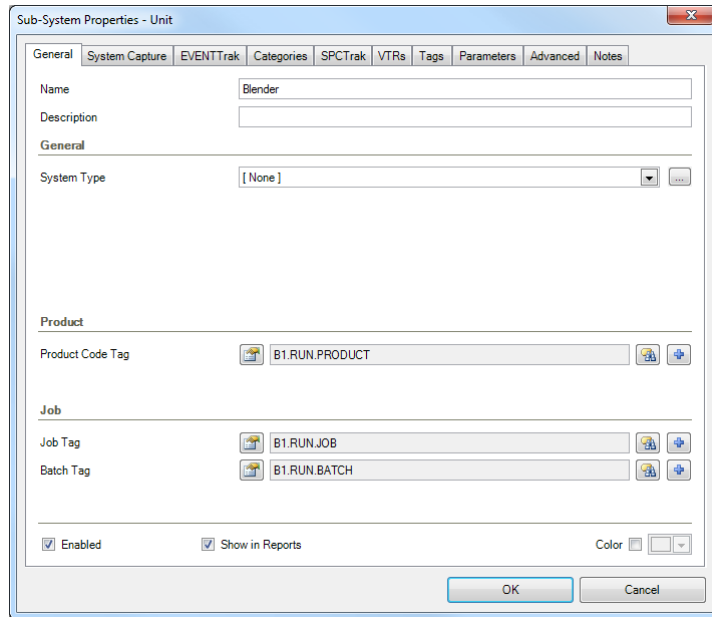 Sub-System Properties - Unit
General System Capture EVENTTrak Categories SPCTrak VTRs Tags Parameters Advanced Notes
Name Blender
Description
General
System Type [ None ] ...
Product
Product Code Tag B1.RUN.PRODUCT
Job
Job Tag B1.RUN.JOB
Batch Tag B1.RUN.BATCH
Enabled Show in Reports Color
OK Cancel